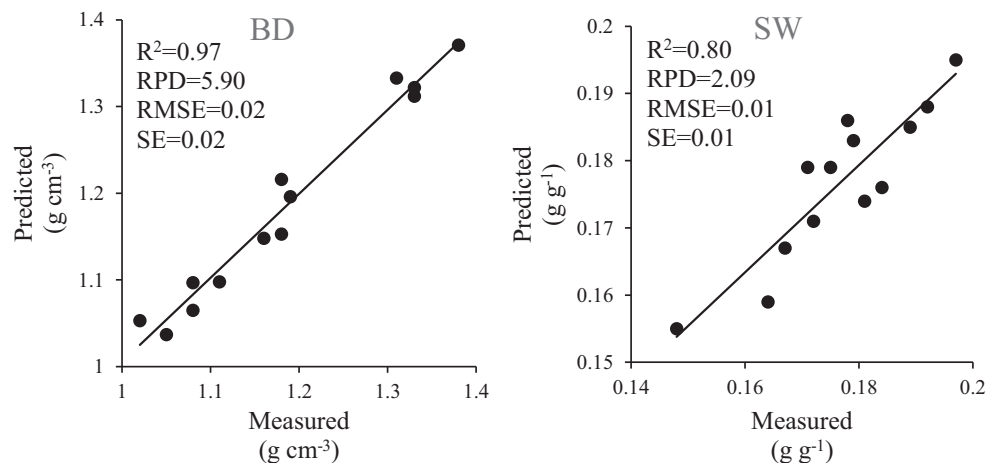 BD
R²=0.97
RPD=5.90
RMSE=0.02
SE=0.02
Predicted
(g cm⁻³)
1.4
1.3
1.2
1.1
1
1
1.1
1.2
1.3
1.4
Measured
(g cm⁻³)
SW
R²=0.80
RPD=2.09
RMSE=0.01
SE=0.01
Predicted
(g g⁻¹)
0.2
0.19
0.18
0.17
0.16
0.15
0.14
0.16
0.18
0.2
Measured
(g g⁻¹)